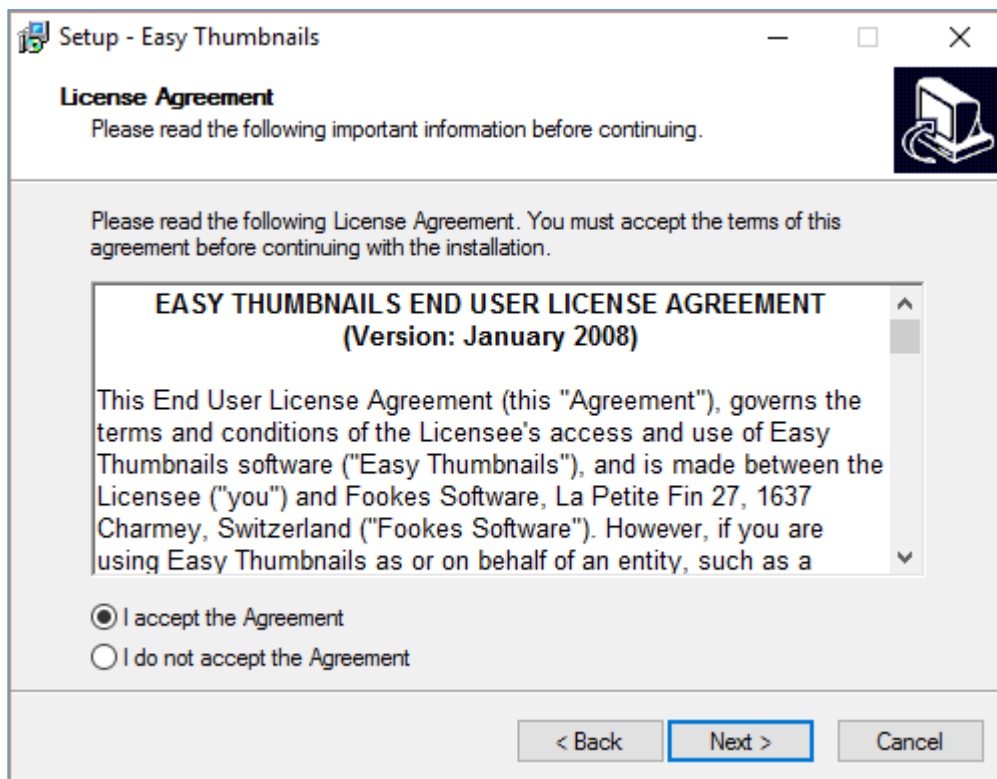 Setup - Easy Thumbnails
License Agreement
Please read the following important information before continuing.
Please read the following License Agreement. You must accept the terms of this
agreement before continuing with the installation.
EASY THUMBNAILS END USER LICENSE AGREEMENT
(Version: January 2008)
This End User License Agreement (this "Agreement"), governs the
terms and conditions of the Licensee's access and use of Easy
Thumbnails software ("Easy Thumbnails"), and is made between the
Licensee ("you") and Fookes Software, La Petite Fin 27, 1637
Charmey, Switzerland ("Fookes Software"). However, if you are
using Easy Thumbnails as or on behalf of an entity, such as a
I accept the Agreement
I do not accept the Agreement
< Back Next > Cancel